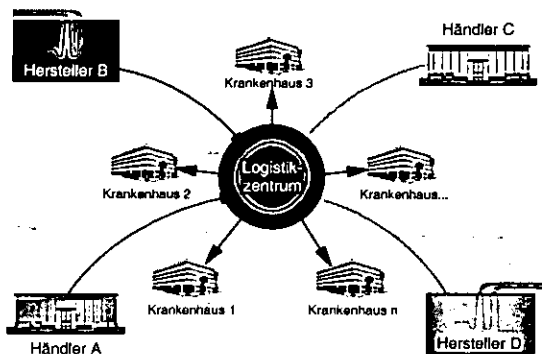 Hersteller B
Krankenhaus 3
Händler C
Krankenhaus 2
Logistik-
zentrum
Krankenhaus...
Krankenhaus 1
Krankenhaus n
Händler A
Hersteller D